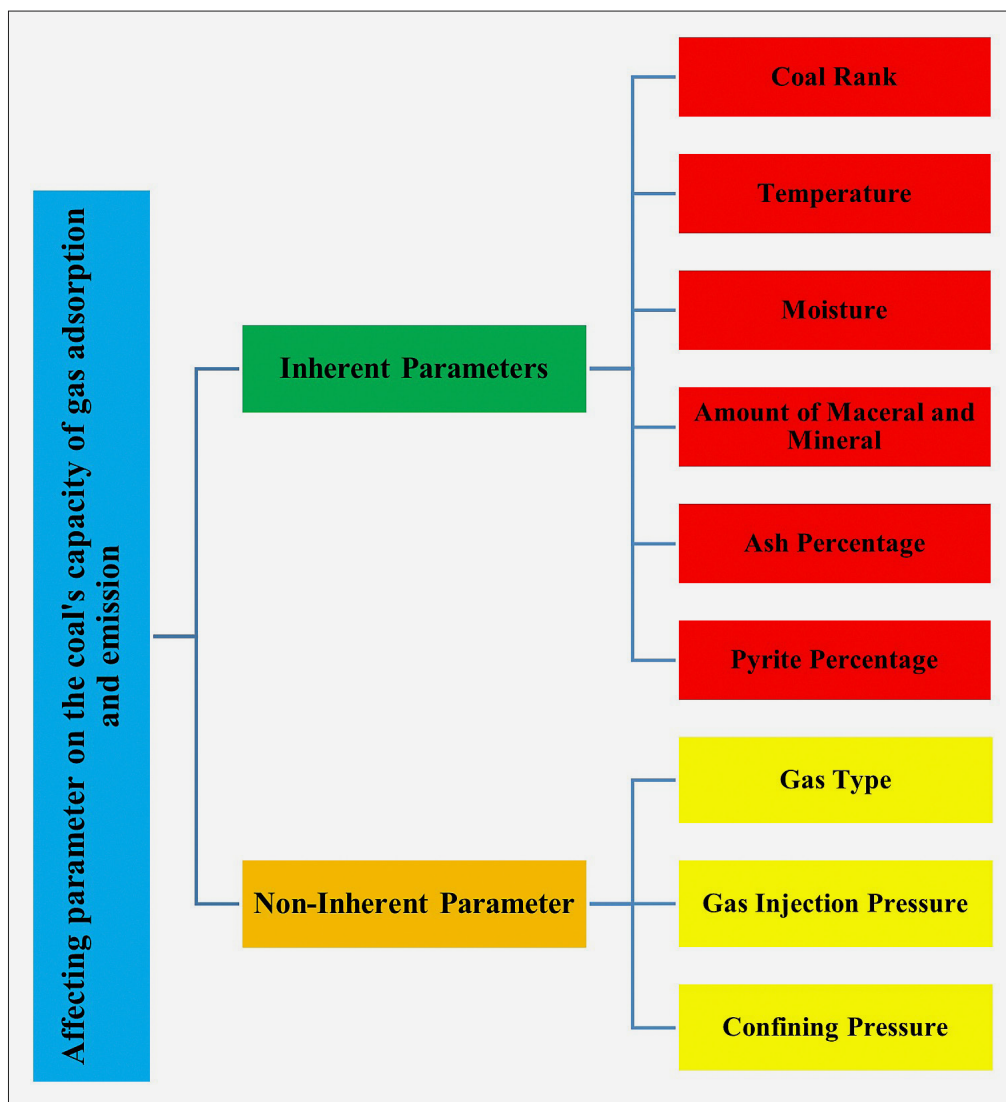 Affecting parameter on the coal's capacity of gas adsorption
and emission
Inherent Parameters
Coal Rank
Temperature
Moisture
Amount of Maceral and
Mineral
Ash Percentage
Pyrite Percentage
Non-Inherent Parameter
Gas Type
Gas Injection Pressure
Confining Pressure